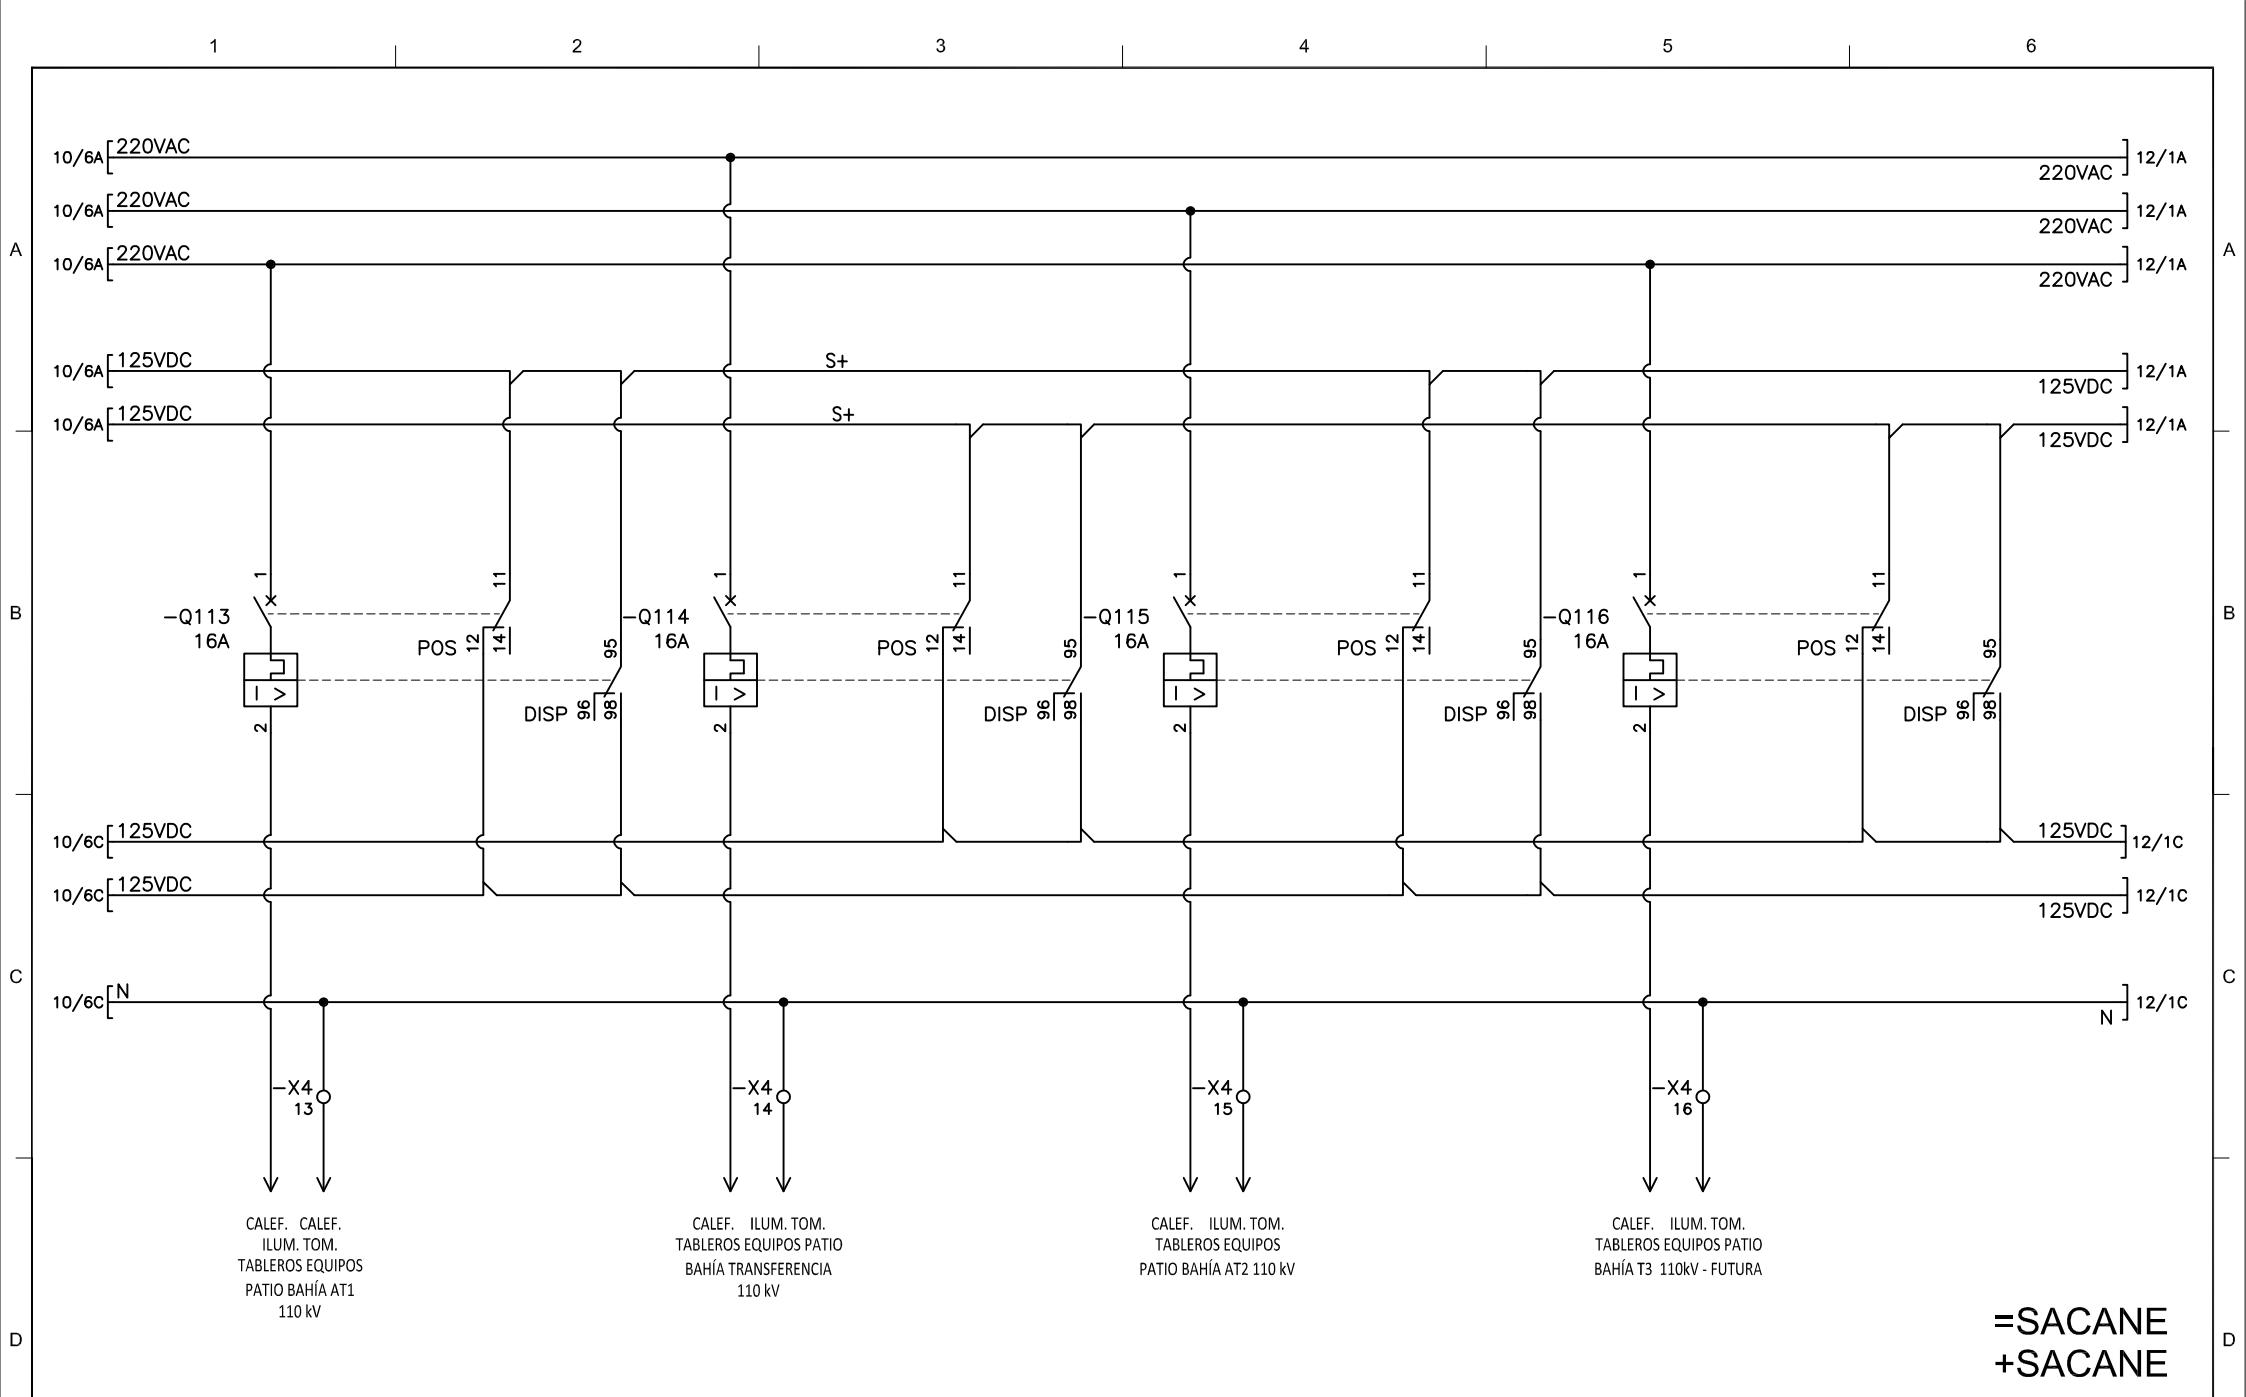 1 2 3 4 5 6
10/6A 220VAC 12/1A
220VAC
10/6A 220VAC 12/1A
220VAC
A A
10/6A 220VAC 12/1A
220VAC
10/6A 125VDC S+ 12/1A
125VDC
10/6A 125VDC S+ 12/1A
125VDC
1 11 1 11 1 11 1 11
B B
-Q113 -Q114 -Q115 -Q116
16A 16A 16A 16A
POS 12 14 95 POS 12 14 95 POS 12 14 95 POS 12 14 95
I > I > I > I >
DISP 96 98 DISP 96 98 DISP 96 98 DISP 96 98
2 2 2 2
10/6C 125VDC 125VDC 12/1C
10/6C 125VDC 12/1C
125VDC
C C
10/6C N 12/1C
N
-X4 -X4 -X4 -X4
13 14 15 16
CALEF. CALEF.
ILUM. TOM.
TABLEROS EQUIPOS
PATIO BAHÍA AT1
110 kV
CALEF. ILUM. TOM.
TABLEROS EQUIPOS PATIO
BAHÍA TRANSFERENCIA
110 kV
CALEF. ILUM. TOM.
TABLEROS EQUIPOS
PATIO BAHÍA AT2 110 kV
CALEF. ILUM. TOM.
TABLEROS EQUIPOS PATIO
BAHÍA T3 110kV - FUTURA
=SACANE
D D
+SACANE